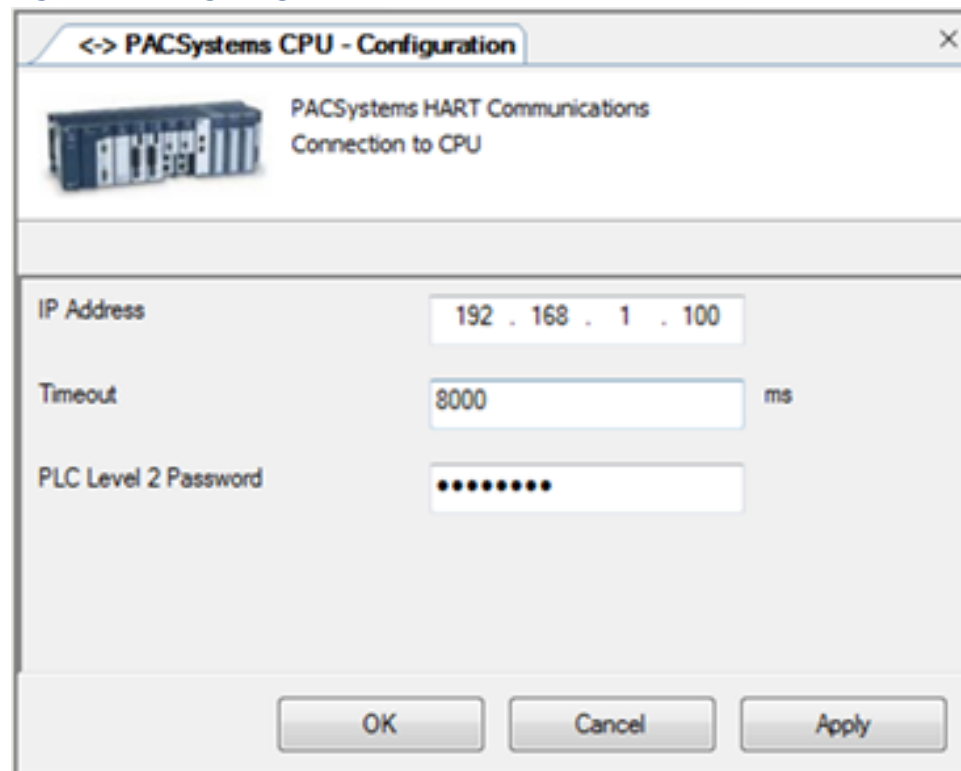 <-> PACSystems CPU - Configuration
PACSystems HART Communications
Connection to CPU
IP Address 192 . 168 . 1 . 100
Timeout 8000 ms
PLC Level 2 Password ••••••••
OK Cancel Apply